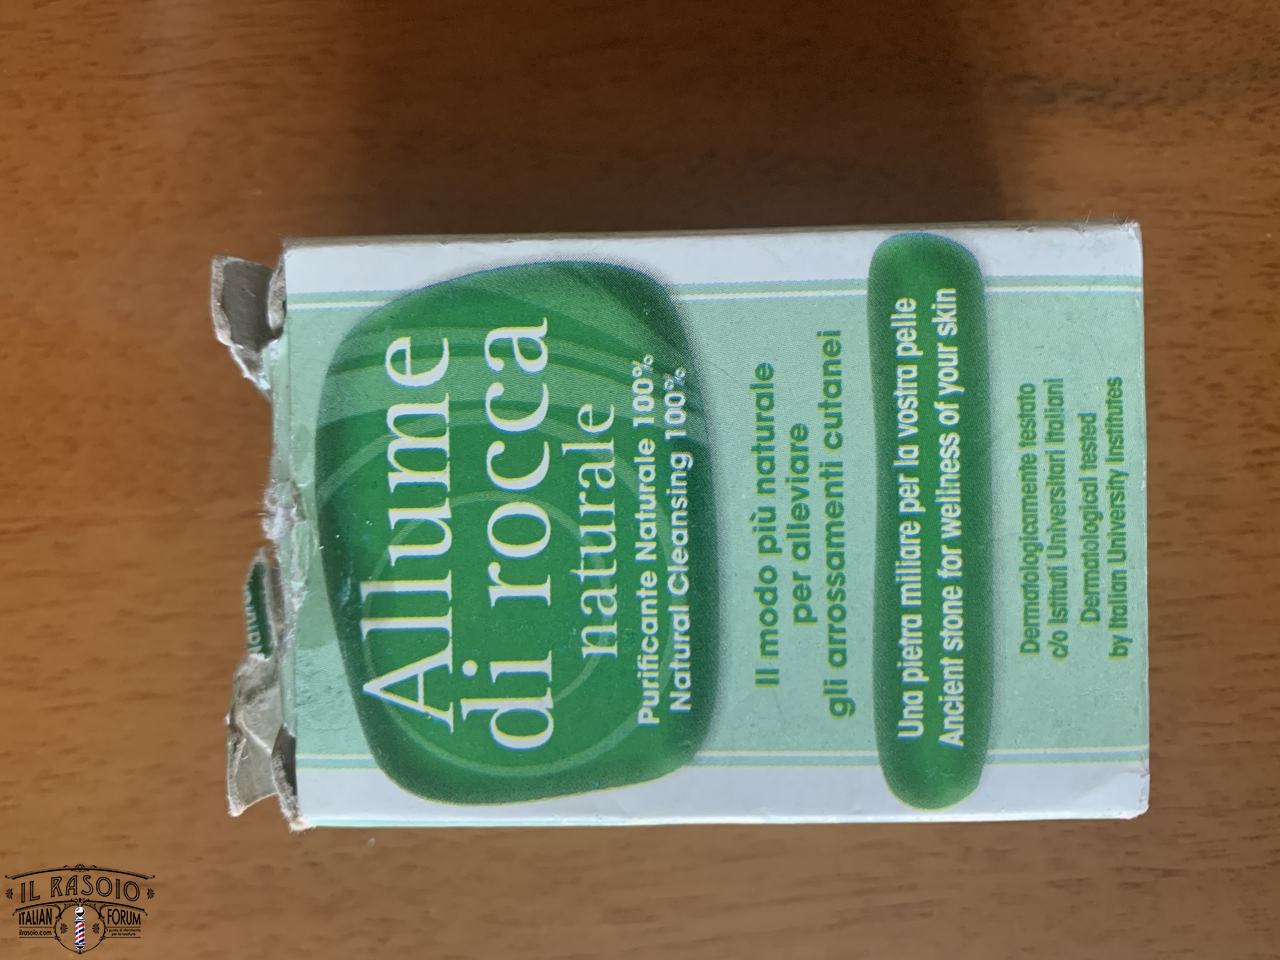 Allume
di rocca
naturale
Purificante Naturale 100%
Natural Cleansing 100%
Il modo più naturale
per alleviare
gli arrossamenti cutanei
Una pietra miliare per la vostra pelle
Ancient stone for wellness of your skin
Dermatologicamente testato
c/o Istituti Universitari Italiani
Dermatological tested
by Italian University Institutes
IL RASOIO
ITALIAN FORUM
ilrasoio.com